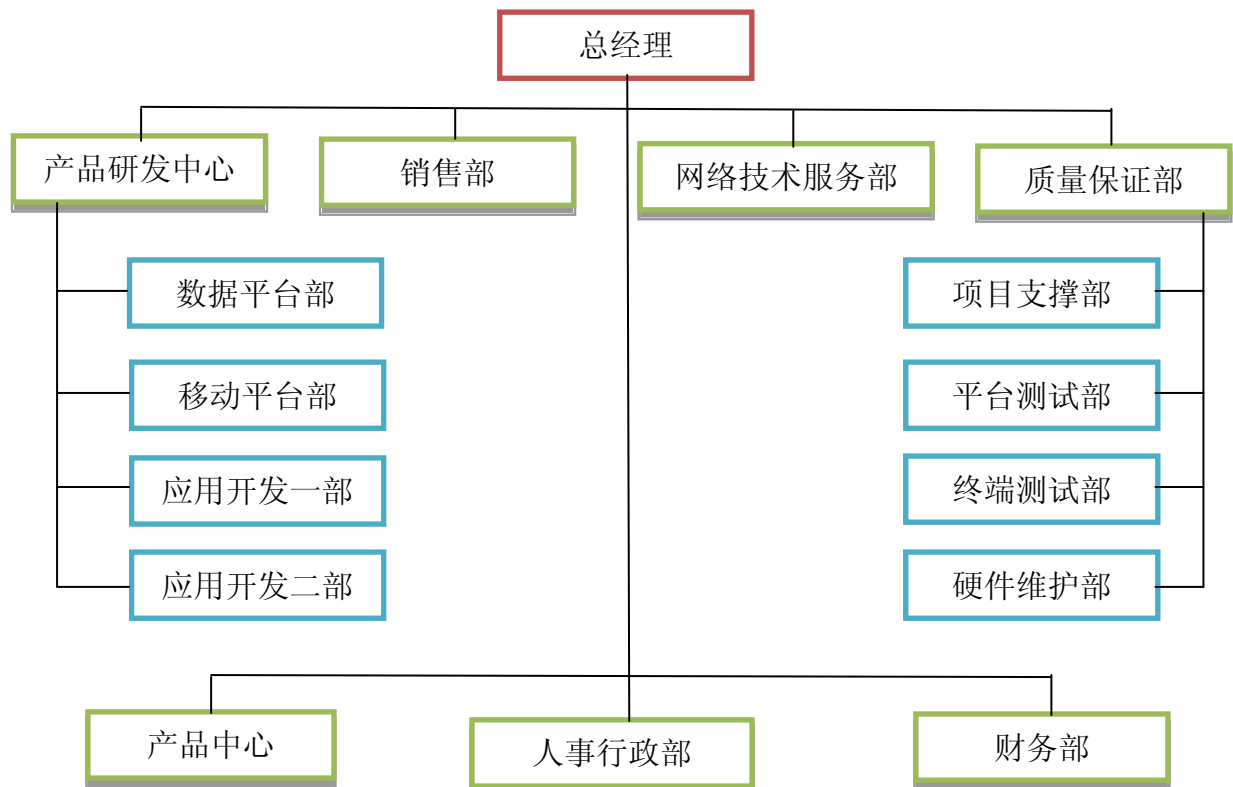 总经理
产品研发中心
销售部
网络技术服务部
质量保证部
数据平台部
项目支撑部
移动平台部
平台测试部
应用开发一部
终端测试部
应用开发二部
硬件维护部
产品中心
人事行政部
财务部